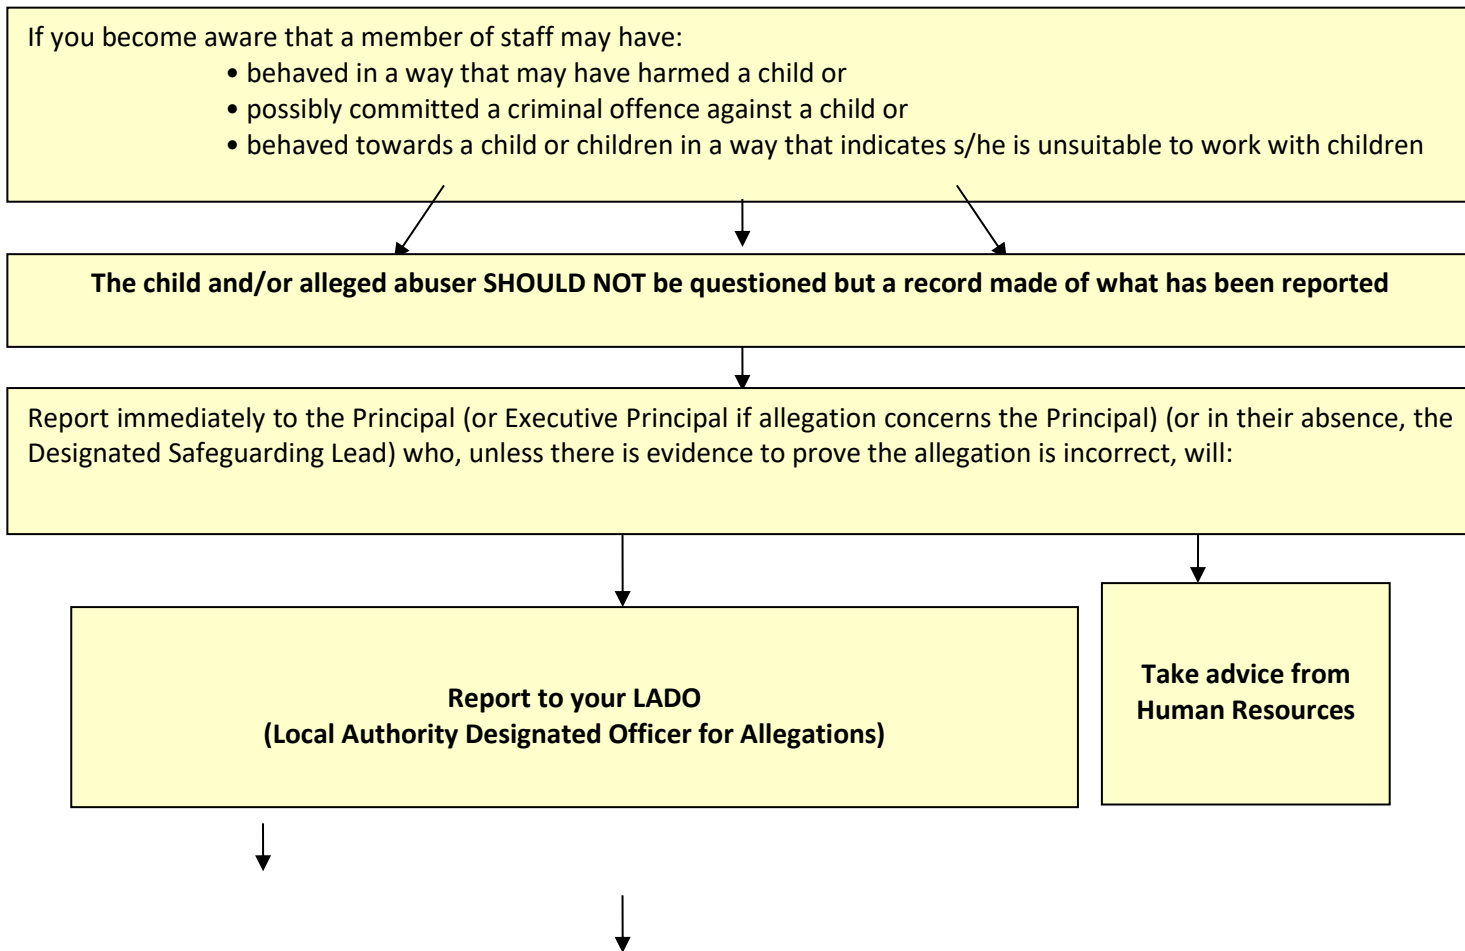 If you become aware that a member of staff may have:
• behaved in a way that may have harmed a child or
• possibly committed a criminal offence against a child or
• behaved towards a child or children in a way that indicates s/he is unsuitable to work with children
The child and/or alleged abuser SHOULD NOT be questioned but a record made of what has been reported
Report immediately to the Principal (or Executive Principal if allegation concerns the Principal) (or in their absence, the
Designated Safeguarding Lead) who, unless there is evidence to prove the allegation is incorrect, will:
Report to your LADO
(Local Authority Designated Officer for Allegations)
Take advice from
Human Resources